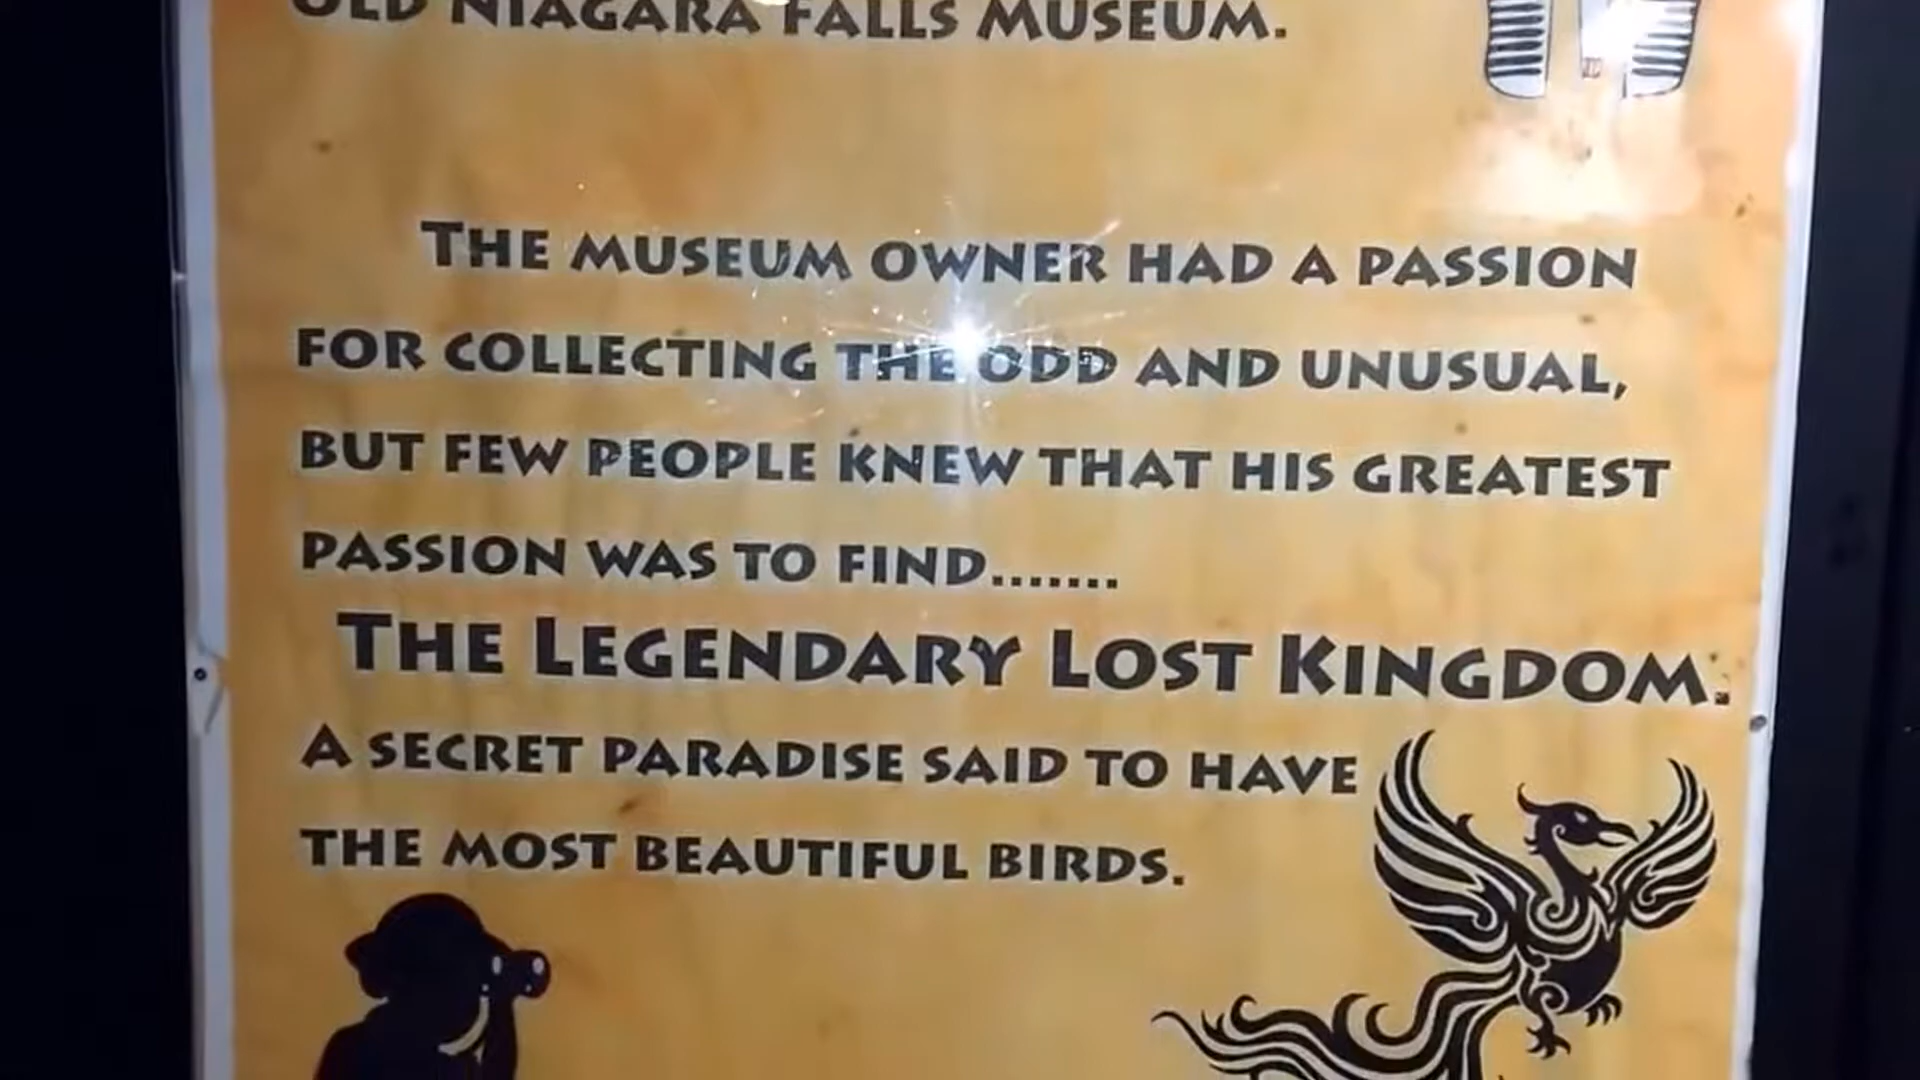 OLD NIAGARA FALLS MUSEUM.
THE MUSEUM OWNER HAD A PASSION
FOR COLLECTING THE ODD AND UNUSUAL,
BUT FEW PEOPLE KNEW THAT HIS GREATEST
PASSION WAS TO FIND.......
THE LEGENDARY LOST KINGDOM.
A SECRET PARADISE SAID TO HAVE
THE MOST BEAUTIFUL BIRDS.